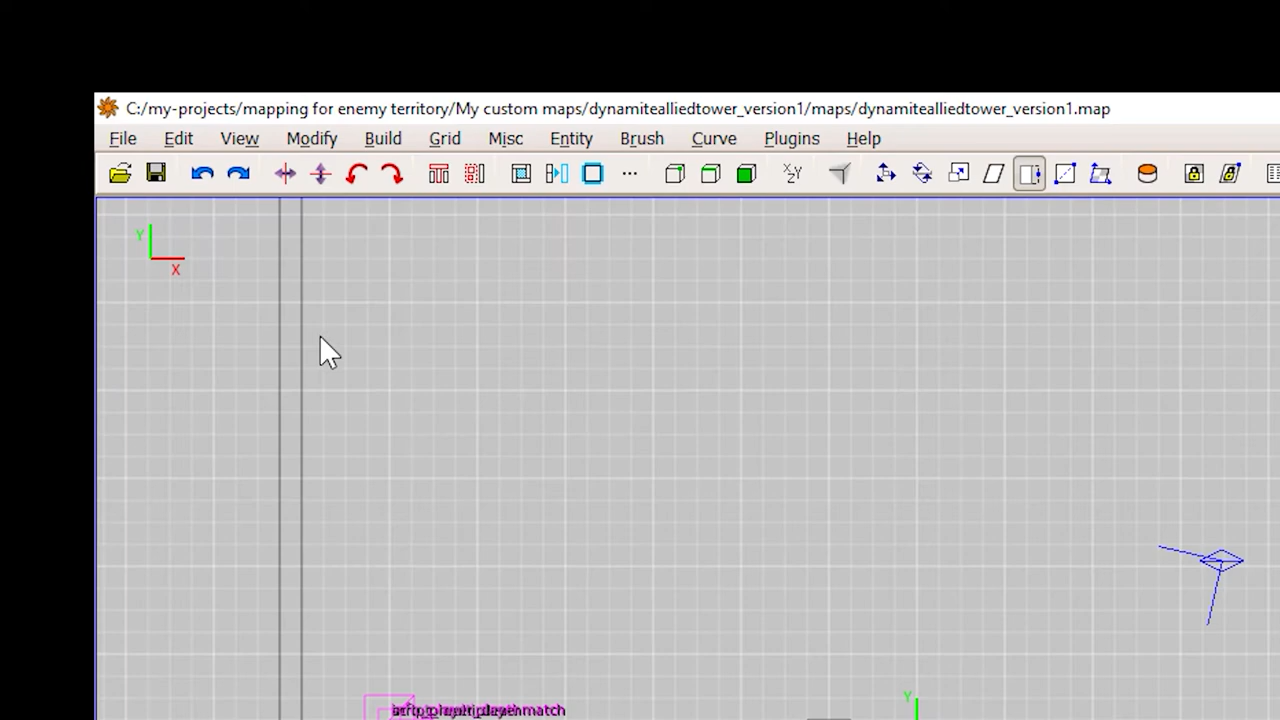 C:/my-projects/mapping for enemy territory/My custom maps/dynamitealliedtower_version1/maps/dynamitealliedtower_version1.map
File Edit View Modify Build Grid Misc Entity Brush Curve Plugins Help
X Y Z
Y
X
Y